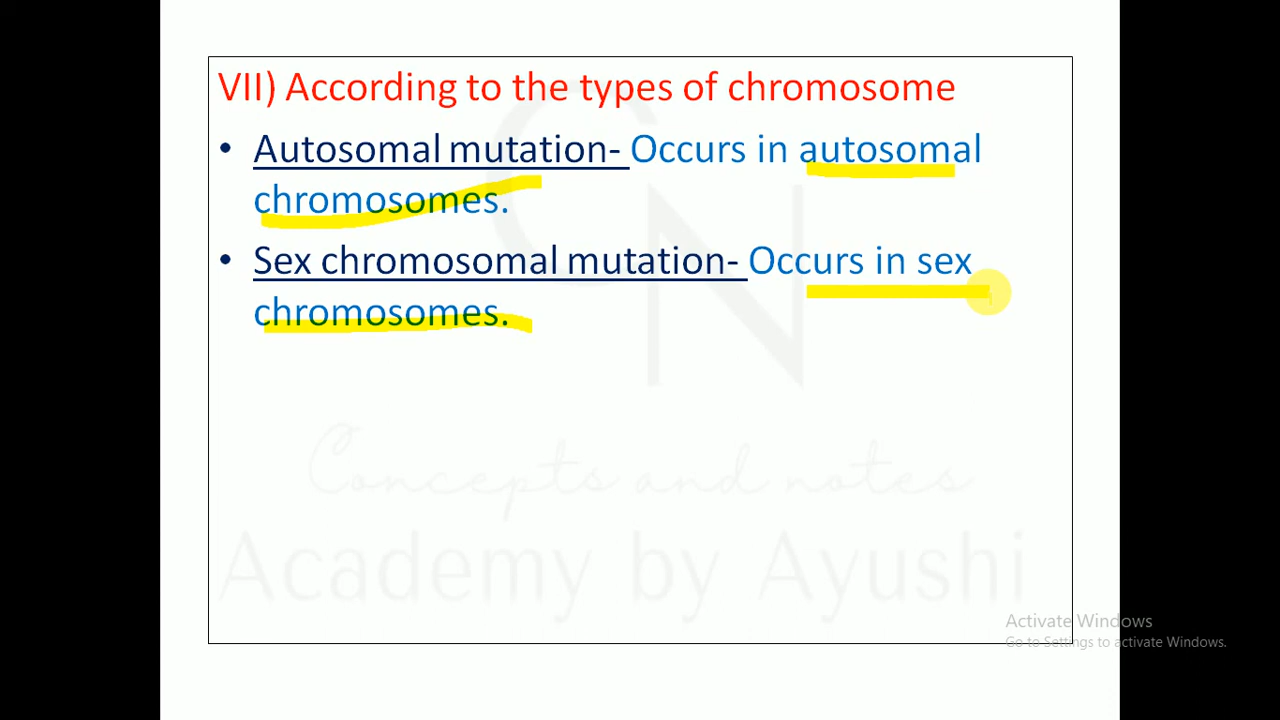 VII) According to the types of chromosome
• Autosomal mutation- Occurs in autosomal
chromosomes.
• Sex chromosomal mutation- Occurs in sex
chromosomes.
CN
Concepts and notes
Academy by Ayushi
Activate Windows
Go to Settings to activate Windows.